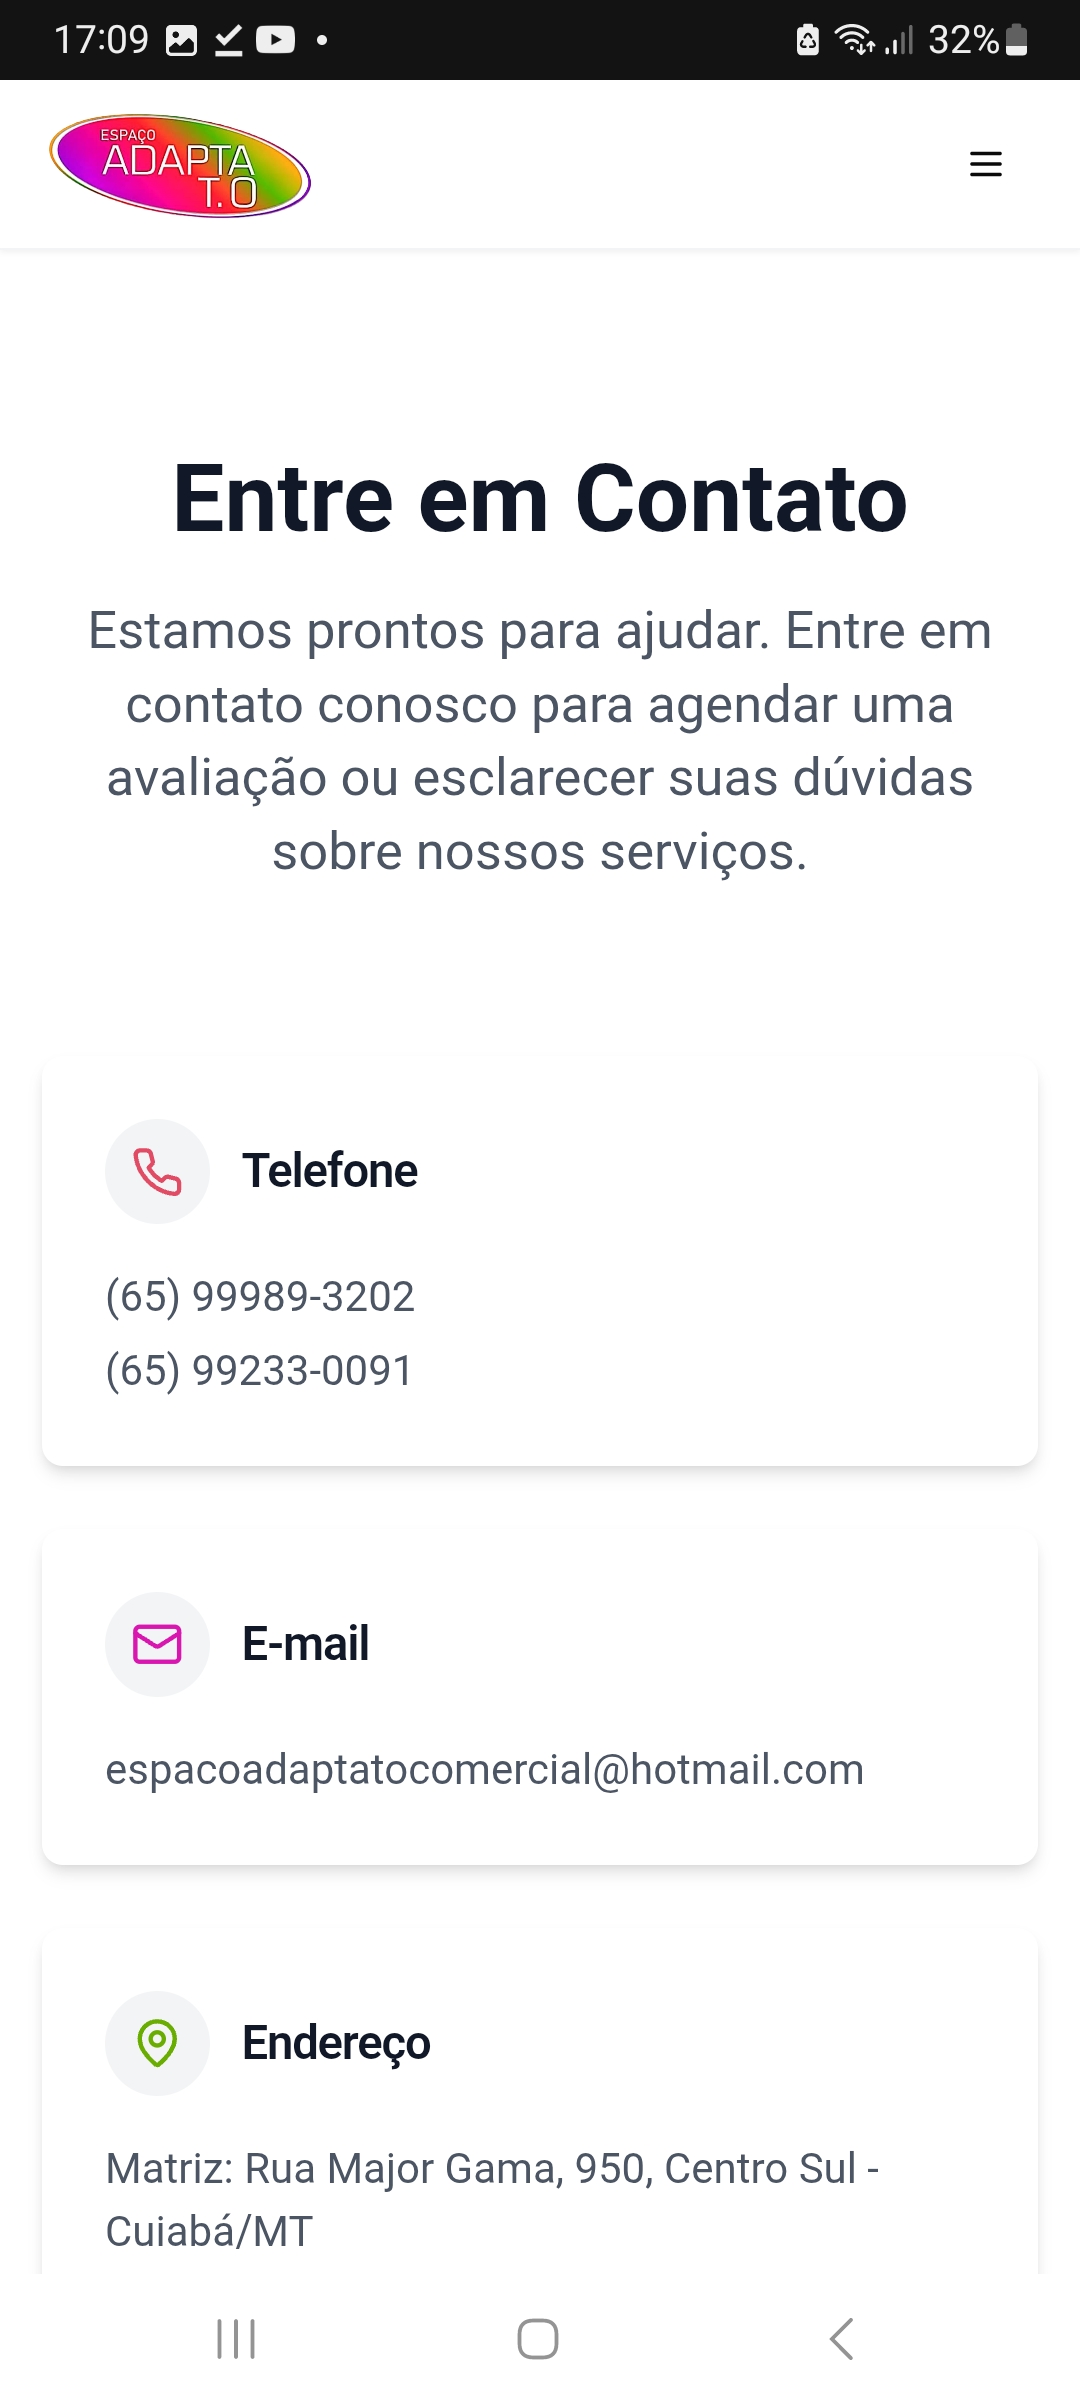 17:09
32%
ESPAÇO
ADAPTA
T.O
Entre em Contato
Estamos prontos para ajudar. Entre em
contato conosco para agendar uma
avaliação ou esclarecer suas dúvidas
sobre nossos serviços.
Telefone
(65) 99989-3202
(65) 99233-0091
E-mail
espacoadaptatocomercial@hotmail.com
Endereço
Matriz: Rua Major Gama, 950, Centro Sul -
Cuiabá/MT